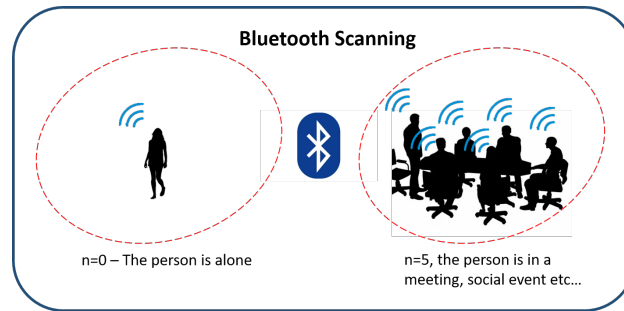 Bluetooth Scanning
n=0 – The person is alone
n=5, the person is in a
meeting, social event etc...